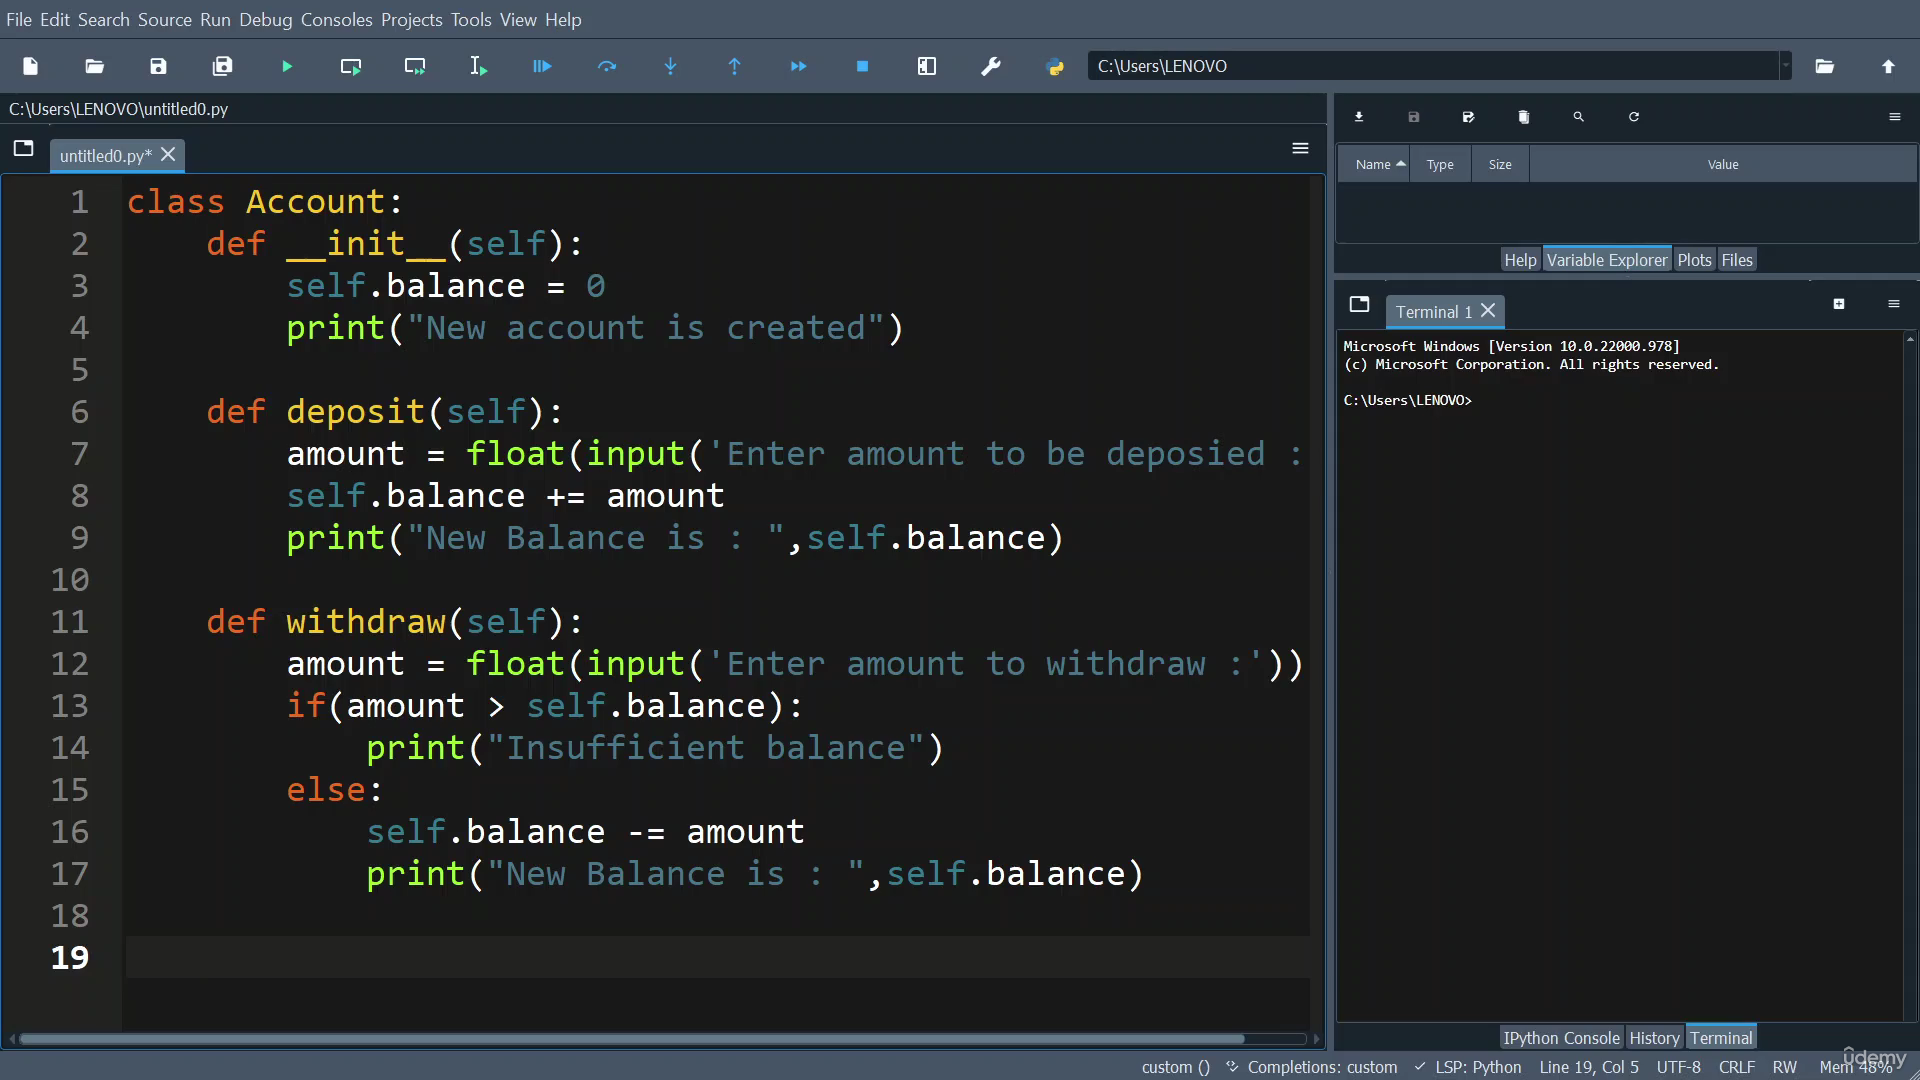 File Edit Search Source Run Debug Consoles Projects Tools View Help
C:\Users\LENOVO
C:\Users\LENOVO\untitled0.py
untitled0.py*
1 class Account:
2     def __init__(self):
3         self.balance = 0
4         print("New account is created")
5
6     def deposit(self):
7         amount = float(input('Enter amount to be deposied :
8         self.balance += amount
9         print("New Balance is : ",self.balance)
10
11     def withdraw(self):
12         amount = float(input('Enter amount to withdraw :'))
13         if(amount > self.balance):
14             print("Insufficient balance")
15         else:
16             self.balance -= amount
17             print("New Balance is : ",self.balance)
18
19
Name Type Size Value
Help Variable Explorer Plots Files
Terminal 1
Microsoft Windows [Version 10.0.22000.978]
(c) Microsoft Corporation. All rights reserved.
C:\Users\LENOVO>
IPython Console History Terminal
custom () Completions: custom LSP: Python Line 19, Col 5 UTF-8 CRLF RW Mem 48%
ûdemy